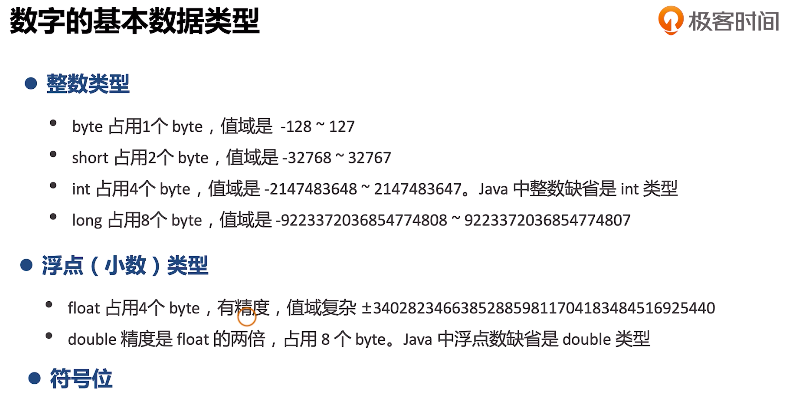 数字的基本数据类型
极客时间
整数类型
byte 占用1个 byte，值域是 -128 ~ 127
short 占用2个 byte，值域是 -32768 ~ 32767
int 占用4个 byte，值域是 -2147483648 ~ 2147483647。Java 中整数缺省是 int 类型
long 占用8个 byte，值域是 -9223372036854774808 ~ 9223372036854774807
浮点（小数）类型
float 占用4个 byte，有精度，值域复杂 ±340282346638528859811704183484516925440
double 精度是 float 的两倍，占用 8 个 byte。Java 中浮点数缺省是 double 类型
符号位